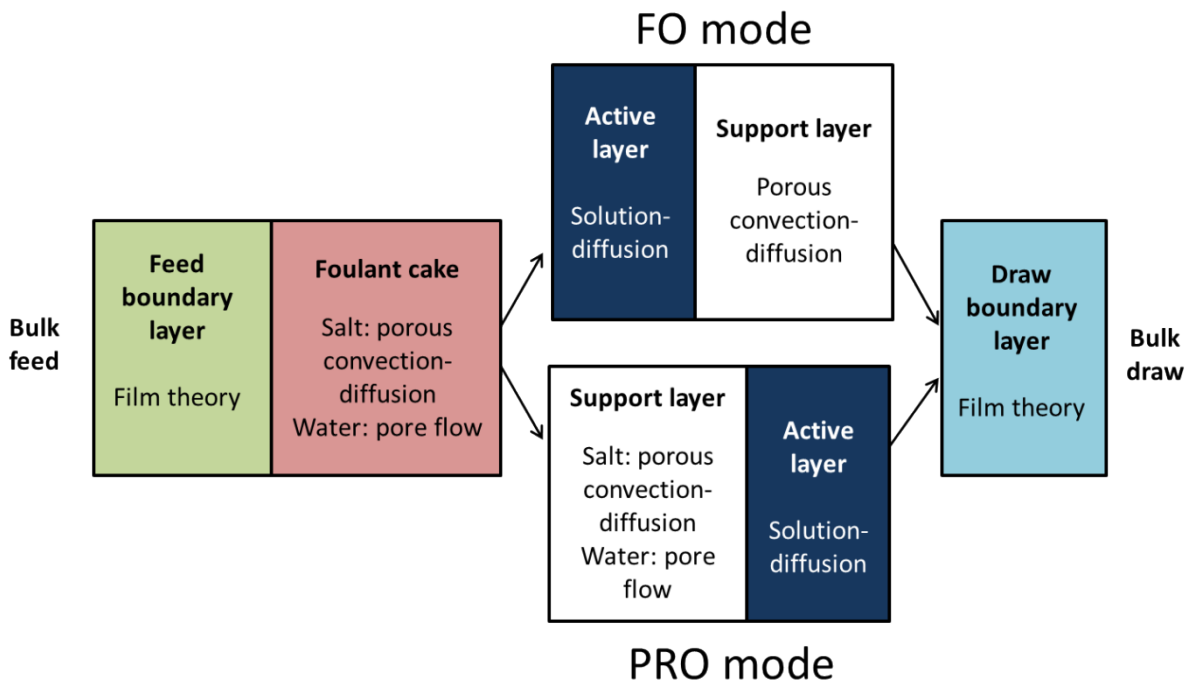 FO mode
Bulk
feed
Feed
boundary
layer
Film theory
Foulant cake
Salt: porous
convection-
diffusion
Water: pore flow
Active
layer
Solution-
diffusion
Support layer
Porous
convection-
diffusion
Support layer
Salt: porous
convection-
diffusion
Water: pore
flow
Active
layer
Solution-
diffusion
Draw
boundary
layer
Film theory
Bulk
draw
PRO mode